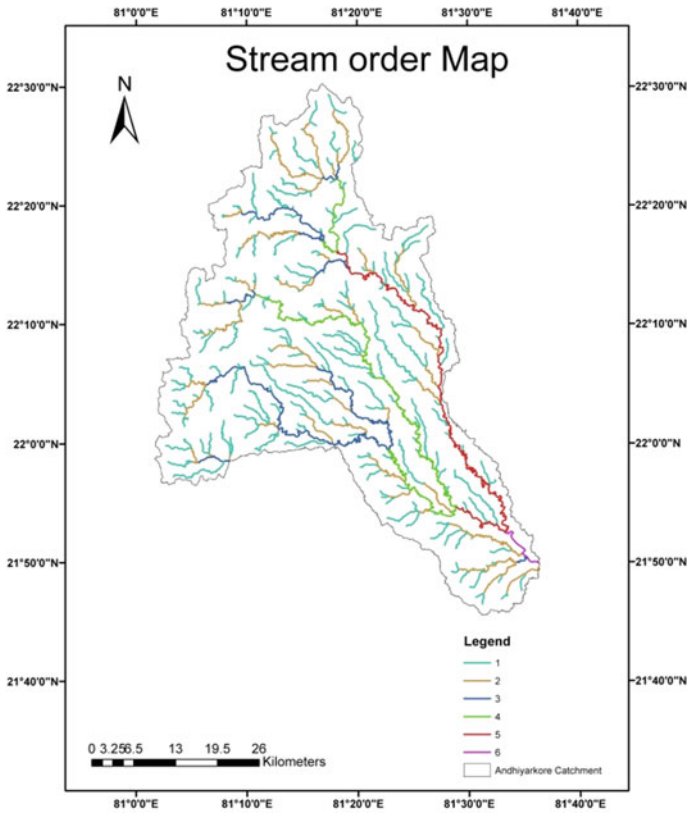 81°0'0"E 81°10'0"E 81°20'0"E 81°30'0"E 81°40'0"E
Stream order Map
N
22°30'0"N 22°30'0"N
22°20'0"N 22°20'0"N
22°10'0"N 22°10'0"N
22°0'0"N 22°0'0"N
21°50'0"N 21°50'0"N
Legend
1
2
3
4
5
6
Andhiyarkore Catchment
21°40'0"N 21°40'0"N
0 3.25 6.5 13 19.5 26
Kilometers
81°0'0"E 81°10'0"E 81°20'0"E 81°30'0"E 81°40'0"E